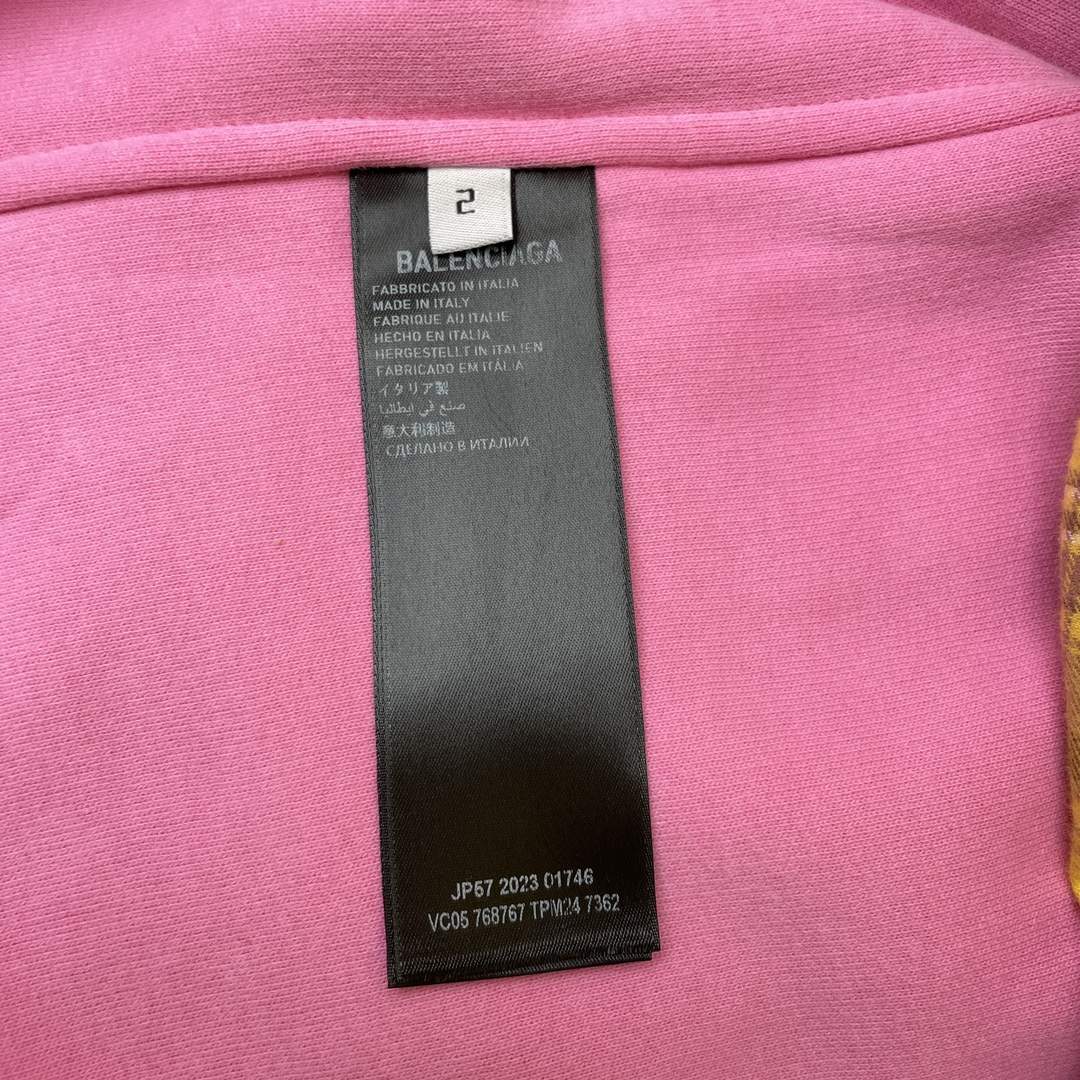 2
BALENCIAGA
FABBRICATO IN ITALIA
MADE IN ITALY
FABRIQUE AU ITALIE
HECHO EN ITALIA
HERGESTELLT IN ITALIEN
FABRICADO EM ITÁLIA
イタリア製
صنع في ايطاليا
意大利制造
СДЕЛАНО В ИТАЛИИ
JP57 2023 01746
VC05 768767 TPM24 7362